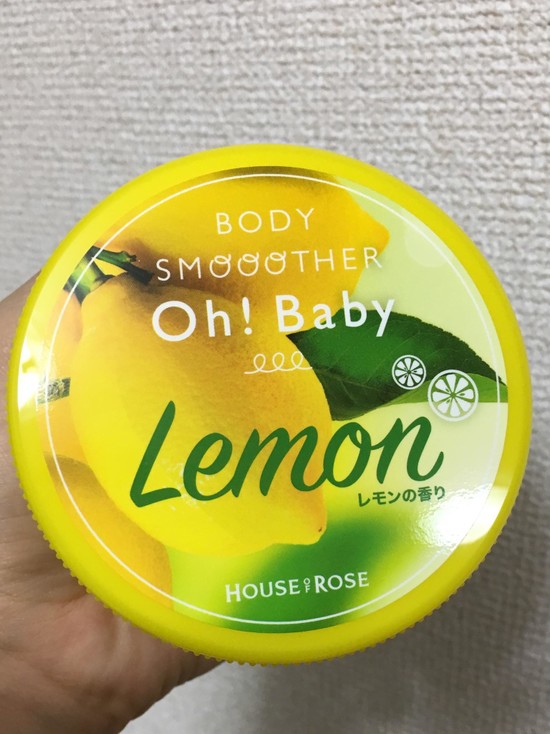 BODY
SMOOOTHER
Oh! Baby
Lemon
レモンの香り
HOUSE OF ROSE